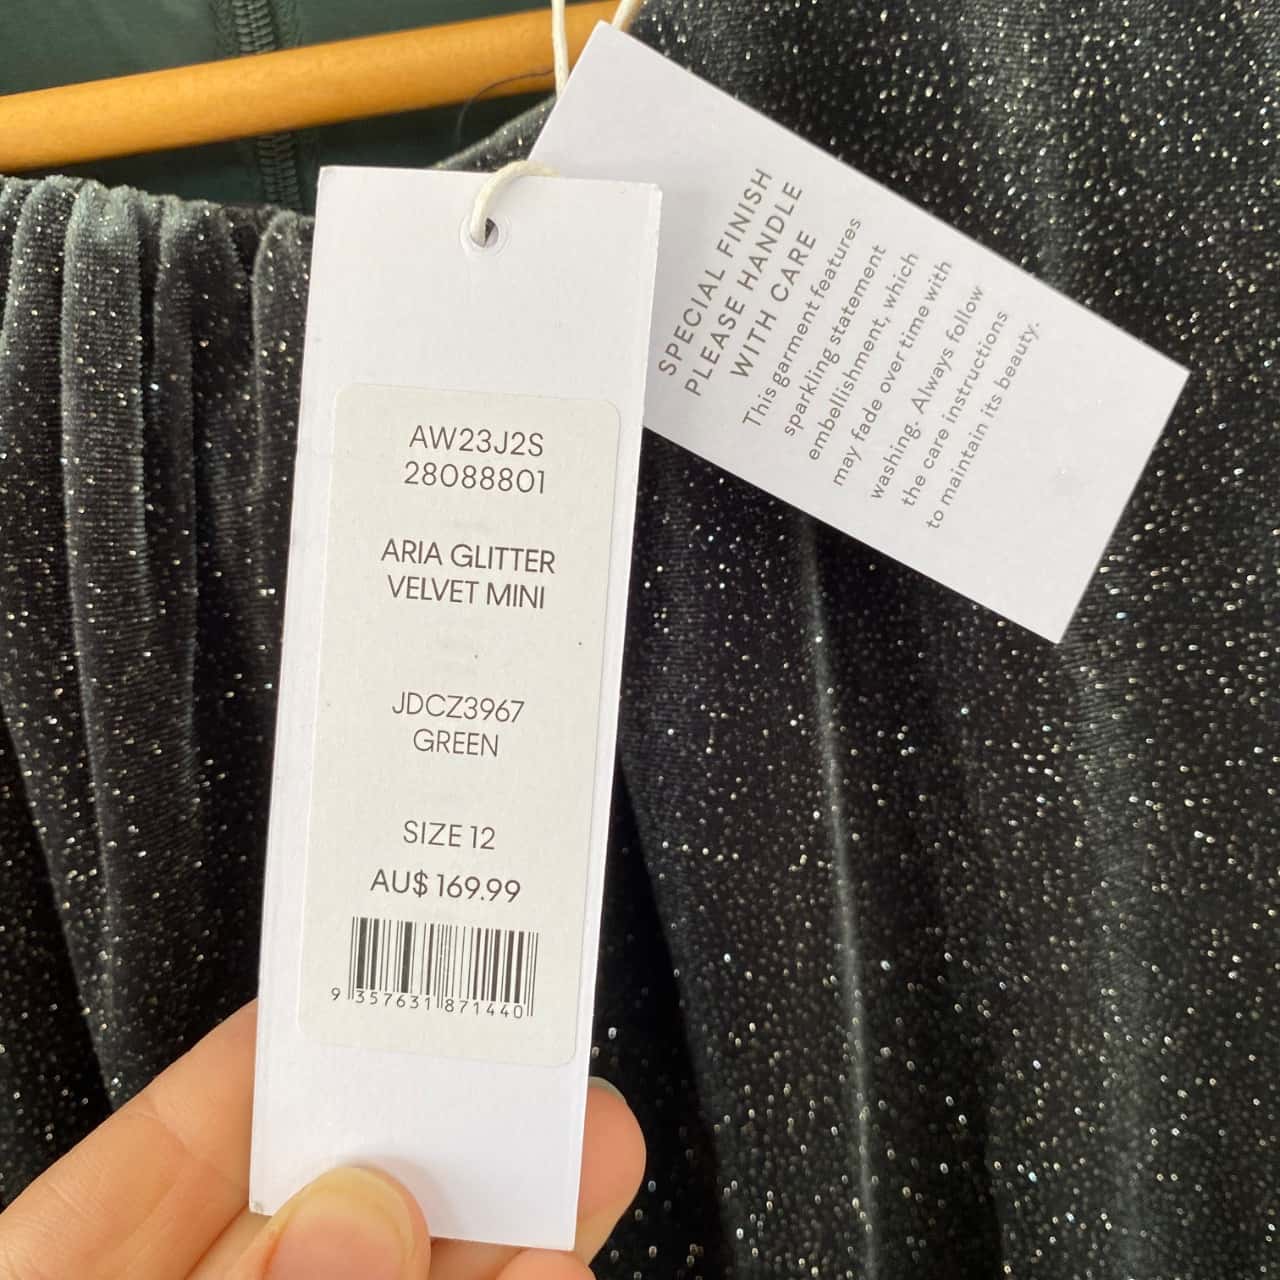 AW23J2S
28088801
ARIA GLITTER
VELVET MINI
JDCZ3967
GREEN
SIZE 12
AU$ 169.99
9 357631 871440
SPECIAL FINISH
PLEASE HANDLE
WITH CARE
This garment features
sparkling statement
embellishment, which
may fade over time with
washing. Always follow
the care instructions
to maintain its beauty.